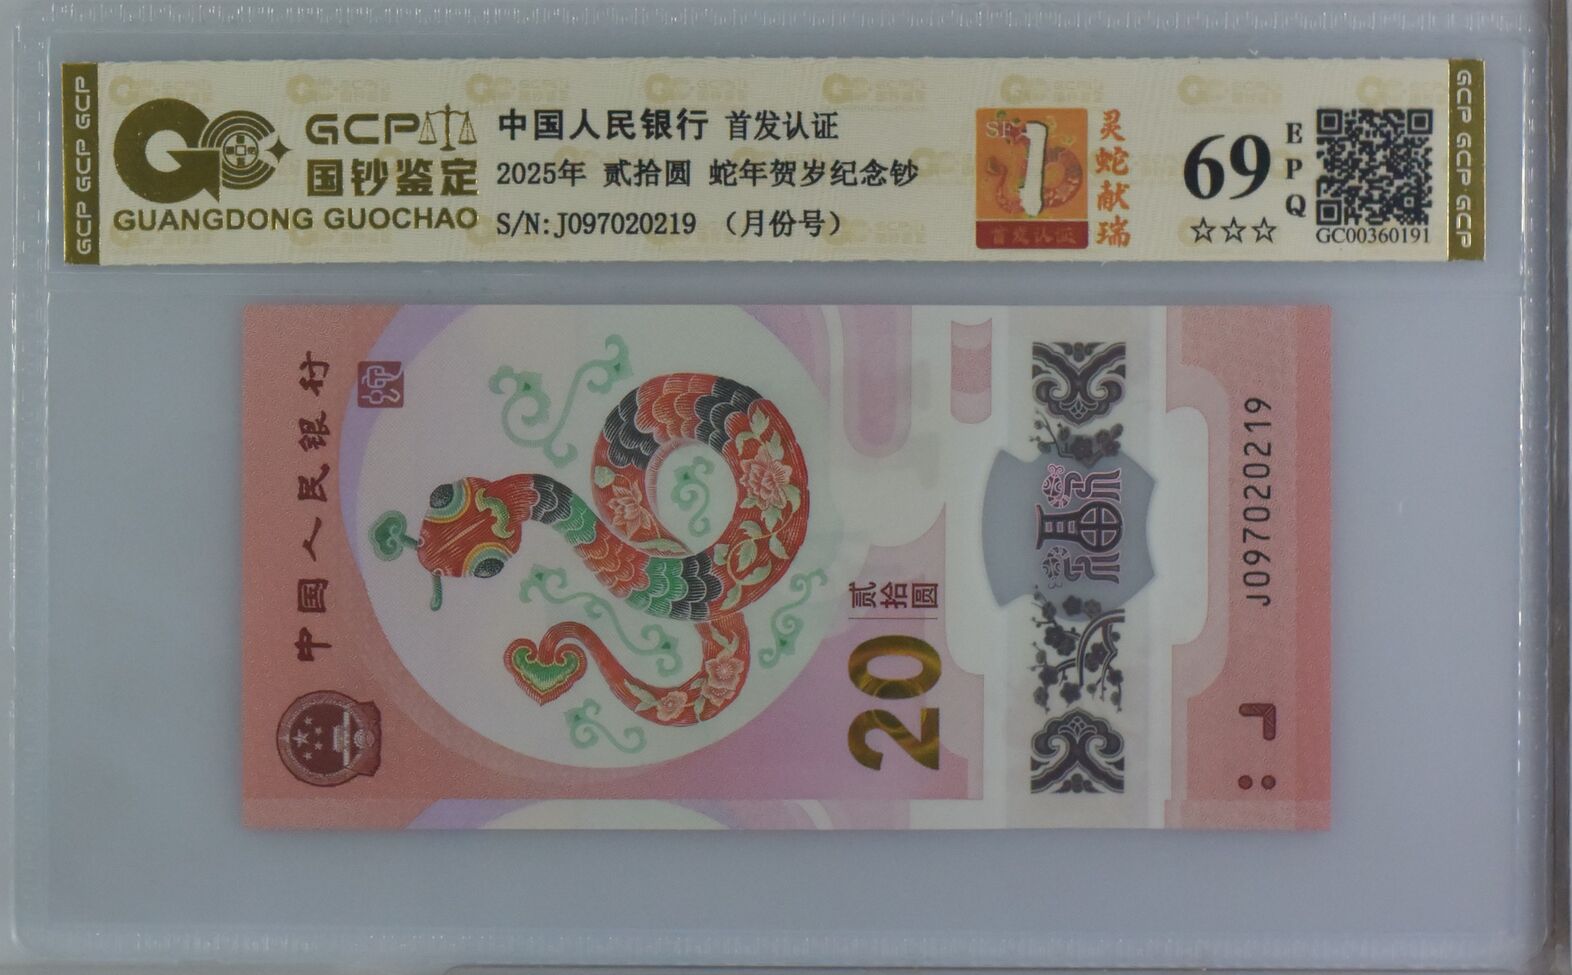 GCP GCP GCP
GCP
国钞鉴定
GUANGDONG GUOCHAO
中国人民银行 首发认证
2025年 贰拾圆 蛇年贺岁纪念钞
S/N:J097020219 （月份号）
SP
首发认证
灵蛇献瑞
69
EPQ
☆☆☆
GC00360191
GCP GCP GCP
中国人民银行
贰拾圆
20
福
J097020219